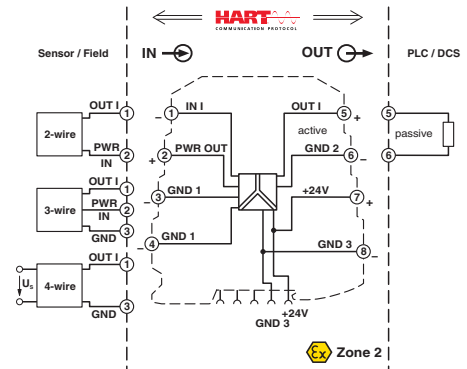 HART
COMMUNICATION PROTOCOL
Sensor / Field
IN
OUT
PLC / DCS
OUT I
1
2-wire
PWR
IN
2
OUT I
1
3-wire
PWR
IN
2
GND
3
OUT I
1
4-wire
Us
GND
3
1
–
IN I
2
+
PWR OUT
3
–
GND 1
4
–
GND 1
OUT I
5
+
active
GND 2
6
–
+24V
7
+
GND 3
8
–
+24V
GND 3
5
passive
6
Ex Zone 2